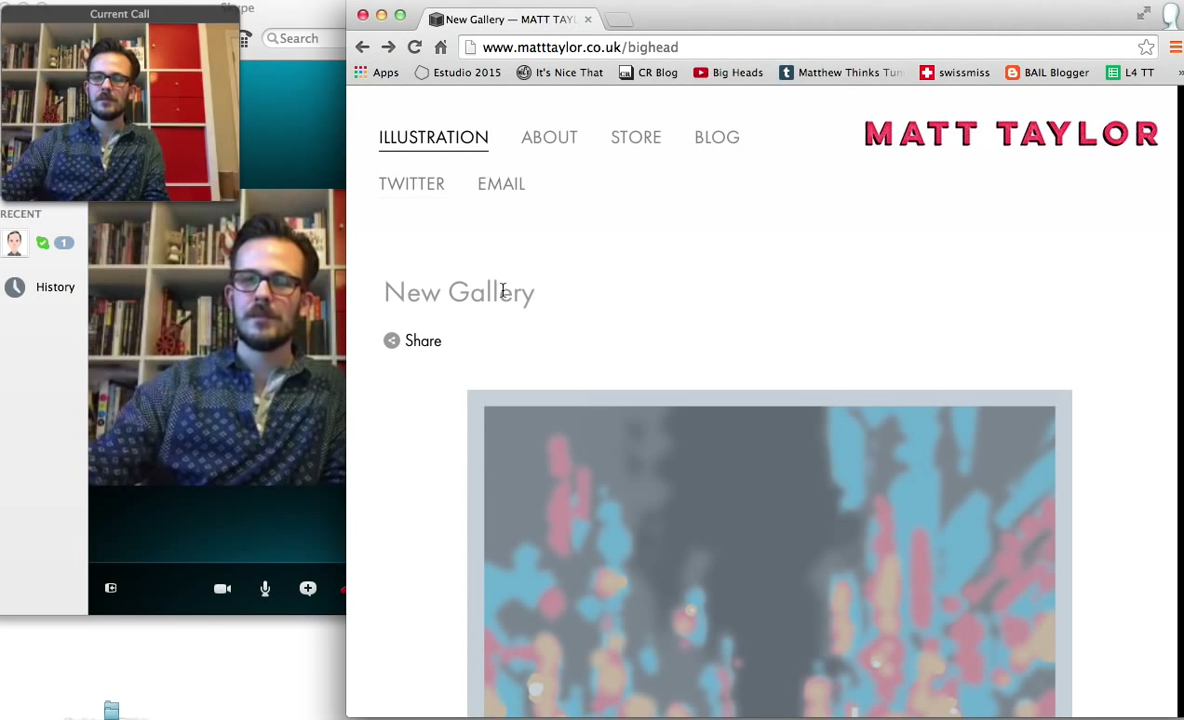 Current Call
Skype
Search
RECENT
1
History
New Gallery — MATT TAYL
www.matttaylor.co.uk/bighead
Apps
Estudio 2015
It's Nice That
CR Blog
Big Heads
Matthew Thinks Tum
swissmiss
BAIL Blogger
L4 TT
»
ILLUSTRATION ABOUT STORE BLOG
TWITTER EMAIL
MATT TAYLOR
New Gallery
Share